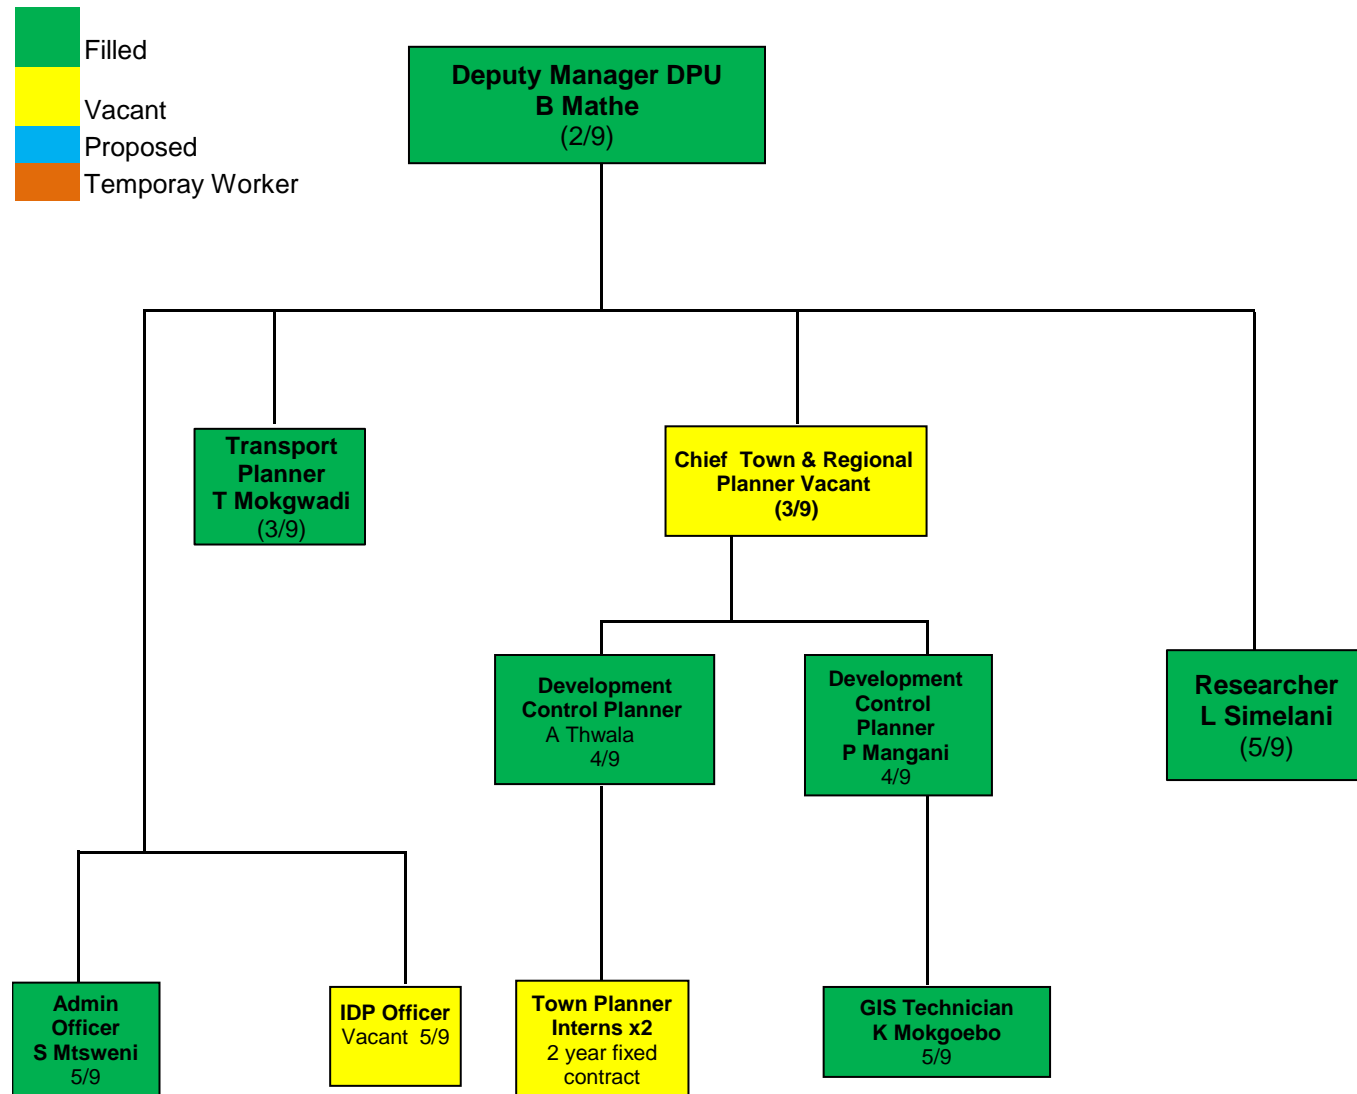 Filled
Vacant
Proposed
Temporay Worker
Deputy Manager DPU
B Mathe
(2/9)
Transport
Planner
T Mokgwadi
(3/9)
Chief Town & Regional
Planner Vacant
(3/9)
Development
Control Planner
A Thwala
4/9
Development
Control
Planner
P Mangani
4/9
Researcher
L Simelani
(5/9)
Admin
Officer
S Mtsweni
5/9
IDP Officer
Vacant 5/9
Town Planner
Interns x2
2 year fixed
contract
GIS Technician
K Mokgoebo
5/9